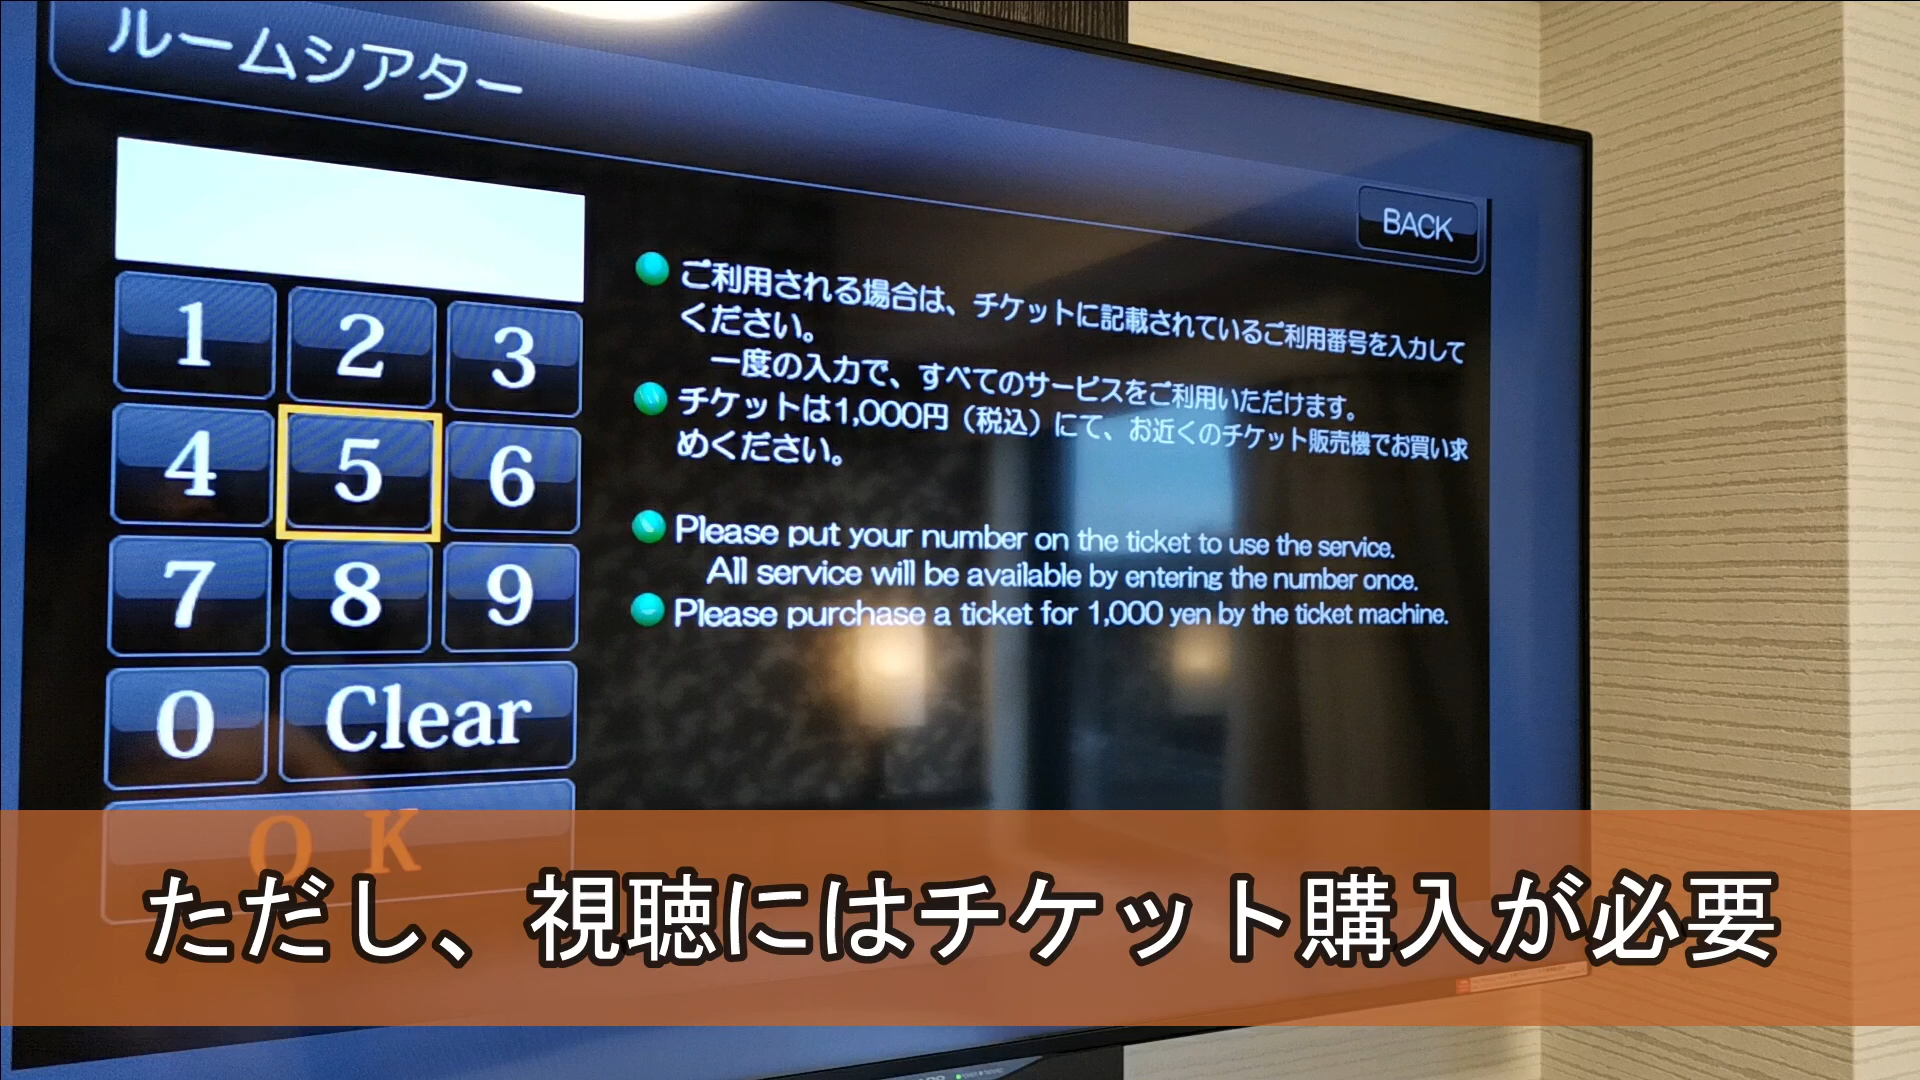 ルームシアター
BACK
ご利用される場合は、チケットに記載されているご利用番号を入力して
ください。
一度の入力で、すべてのサービスをご利用いただけます。
チケットは1,000円（税込）にて、お近くのチケット販売機でお買い求
めください。
Please put your number on the ticket to use the service.
All service will be available by entering the number once.
Please purchase a ticket for 1,000 yen by the ticket machine.
1 2 3
4 5 6
7 8 9
0 Clear
OK
ただし、視聴にはチケット購入が必要